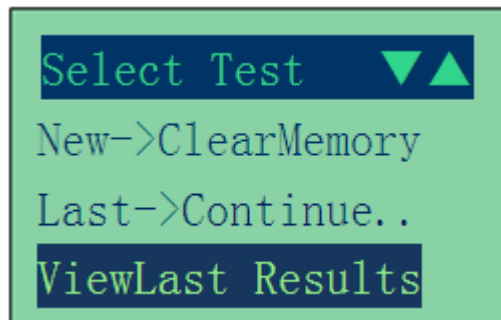 Select Test ▼▲
New->ClearMemory
Last->Continue..
ViewLast Results